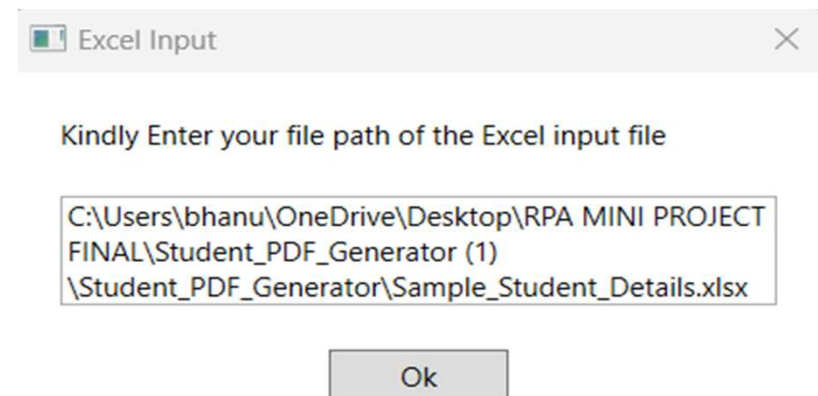 Excel Input
Kindly Enter your file path of the Excel input file
C:\Users\bhanu\OneDrive\Desktop\RPA MINI PROJECT
FINAL\Student_PDF_Generator (1)
\Student_PDF_Generator\Sample_Student_Details.xlsx
Ok